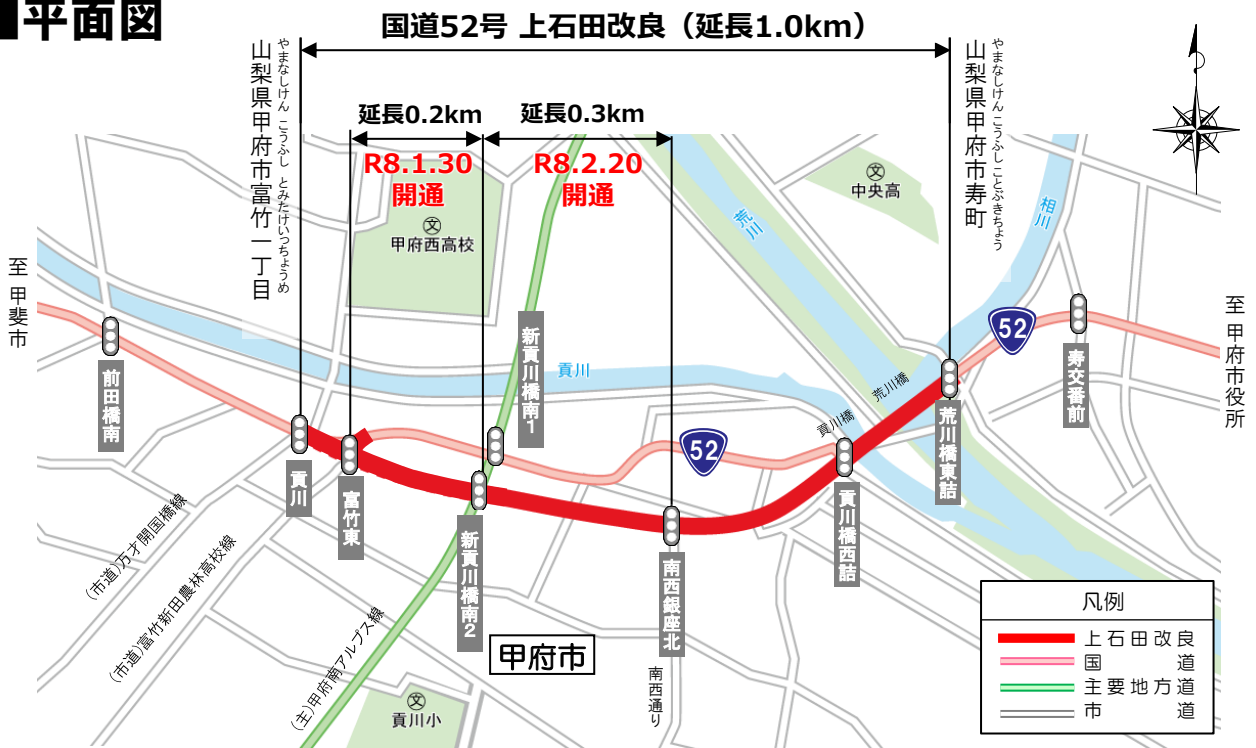 ■平面図
国道52号 上石田改良（延長1.0km）
やまなしけん こうふし とみたけいっちょうめ
山梨県甲府市富竹一丁目
やまなしけん こうふし ことぶきちょう
山梨県甲府市寿町
延長0.2km
延長0.3km
R8.1.30
開通
R8.2.20
開通
文
甲府西高校
文
中央高
荒川
相川
至 甲斐市
至 甲府市役所
52
前田橋南
新貢川橋南1
貢川
寿交番前
荒川橋
貢川橋
52
荒川橋東詰
貢川
富竹東
新貢川橋南2
南西銀座北
貢川橋西詰
(市道)万才開国橋線
(市道)富竹新田農林高校線
(主)甲府南アルプス線
甲府市
南西通り
文
貢川小
凡例
上石田改良
国道
主要地方道
市道